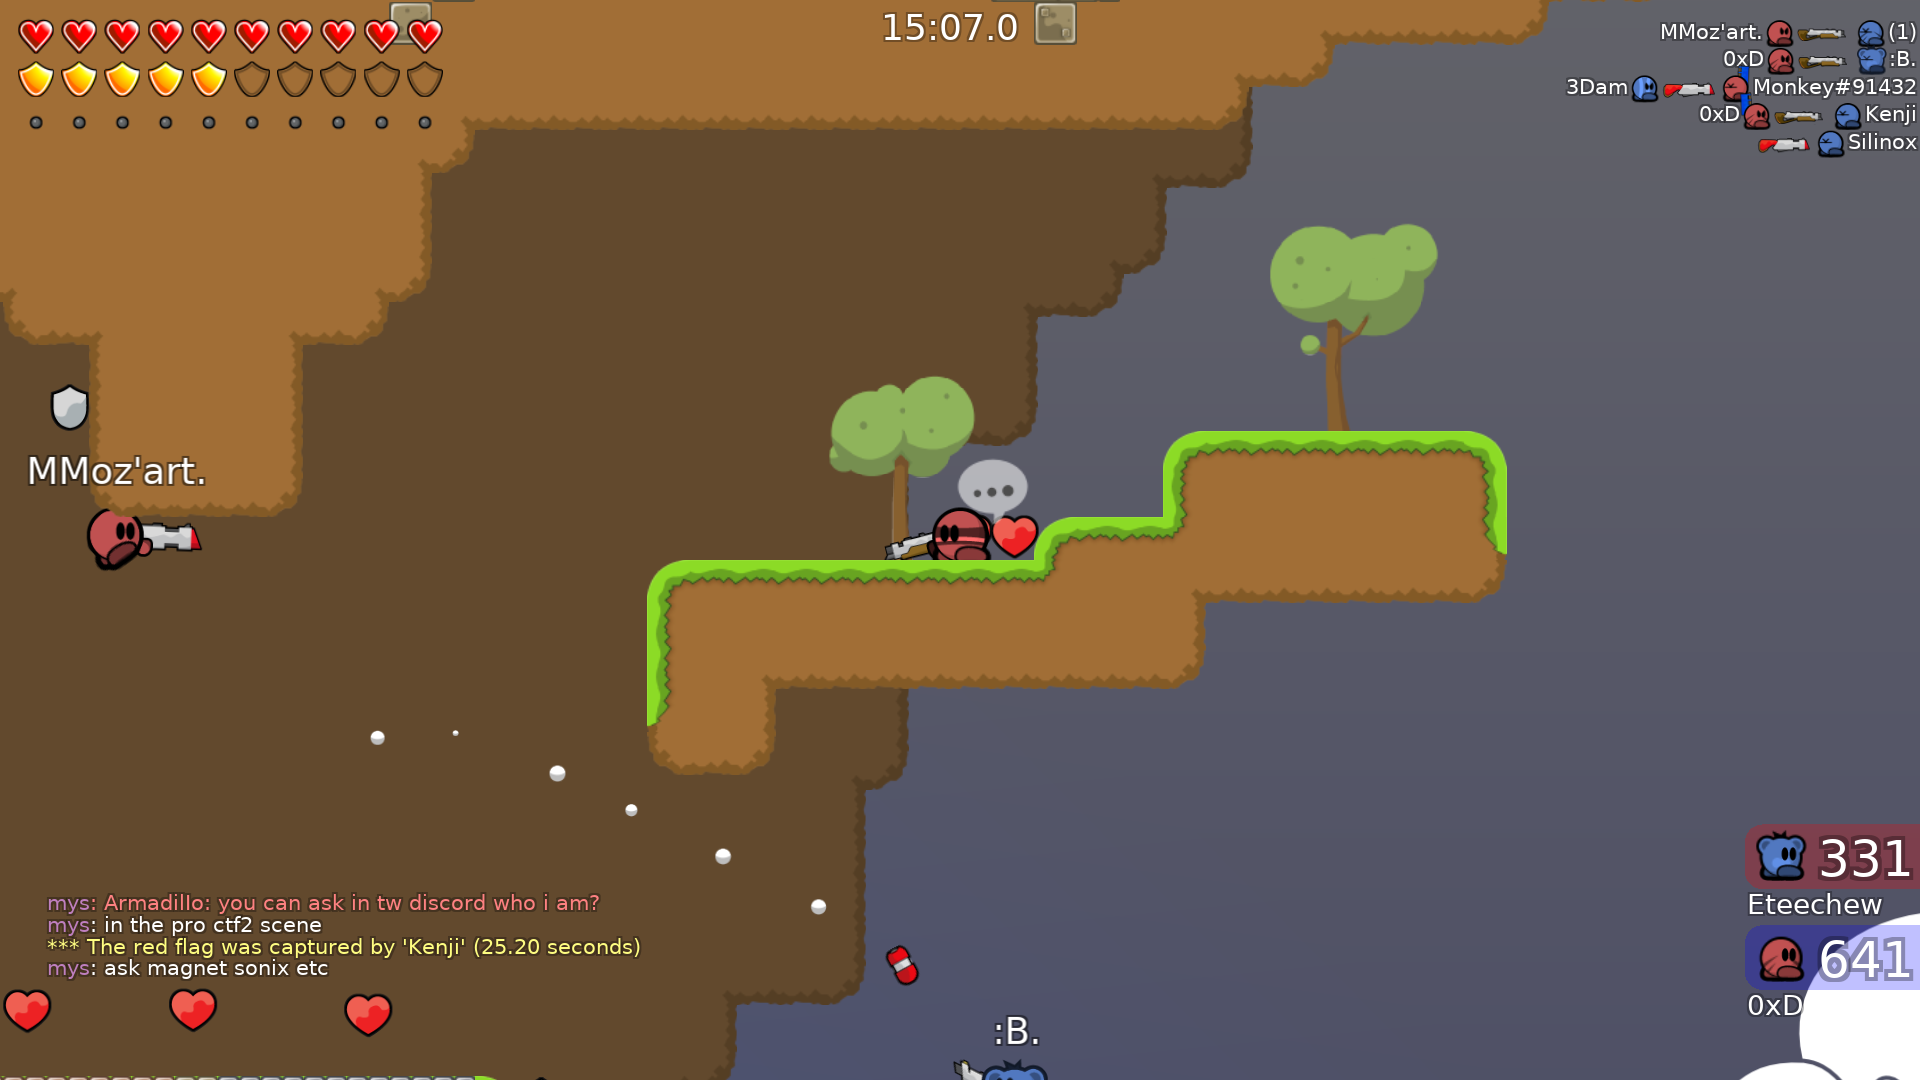 15:07.0
MMoz'art. (1)
0xD :B.
3Dam Monkey#91432
0xD Kenji
Silinox
MMoz'art.
mys: Armadillo: you can ask in tw discord who i am?
mys: in the pro ctf2 scene
*** The red flag was captured by 'Kenji' (25.20 seconds)
mys: ask magnet sonix etc
:B.
331
Eteechew
641
0xD